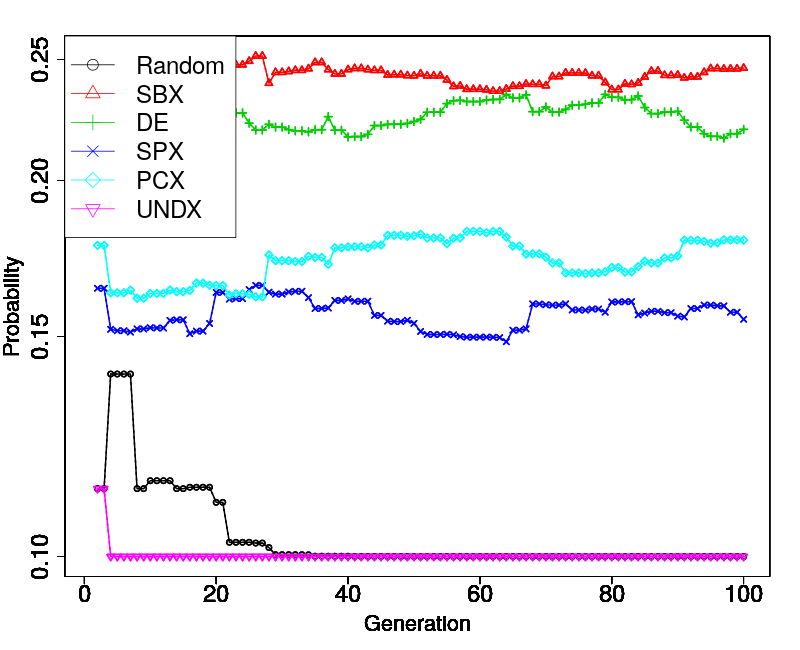 Random
SBX
DE
SPX
PCX
UNDX
0.25
0.20
0.15
0.10
Probability
0 20 40 60 80 100
Generation